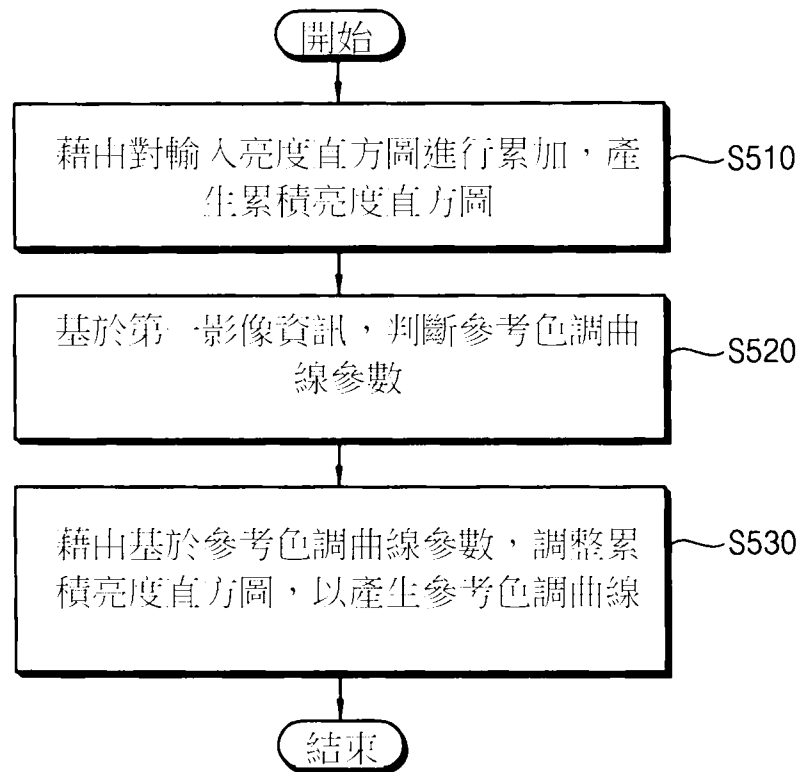 開始
藉由對輸入亮度直方圖進行累加，產
生累積亮度直方圖
S510
基於第一影像資訊，判斷參考色調曲
線參數
S520
藉由基於參考色調曲線參數，調整累
積亮度直方圖，以產生參考色調曲線
S530
結束